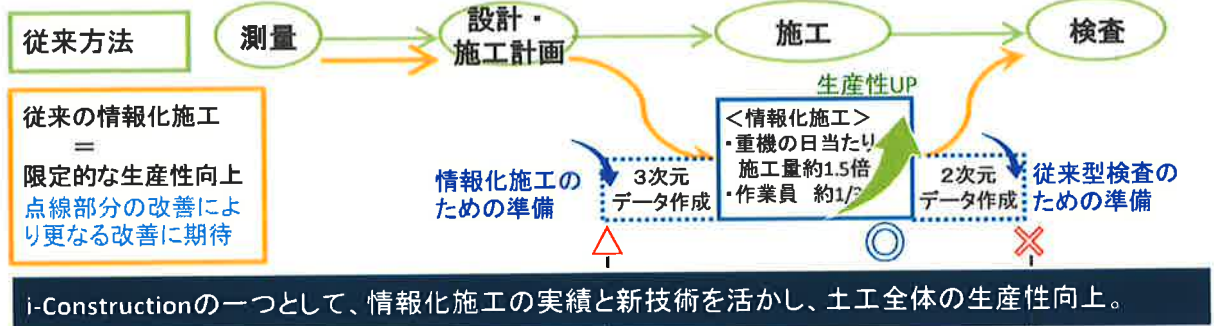 従来方法
測量
設計・
施工計画
施工
検査
生産性UP
従来の情報化施工
＝
限定的な生産性向上
点線部分の改善によ
り更なる改善に期待
情報化施工の
ための準備
3次元
データ作成
＜情報化施工＞
・重機の日当たり
施工量約1.5倍
・作業員 約1/
2次元
データ作成
従来型検査の
ための準備
△
◎
×
i-Constructionの一つとして、情報化施工の実績と新技術を活かし、土工全体の生産性向上。